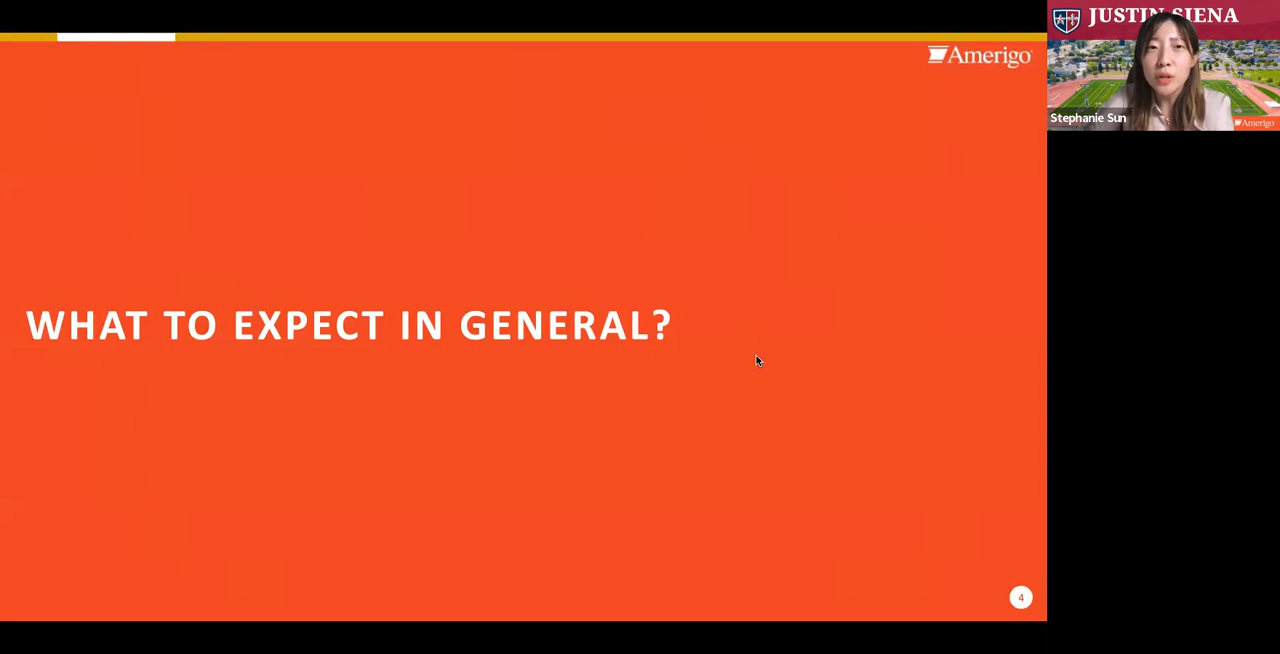 Amerigo
WHAT TO EXPECT IN GENERAL?
4
JUSTIN SIENA
Stephanie Sun
Amerigo